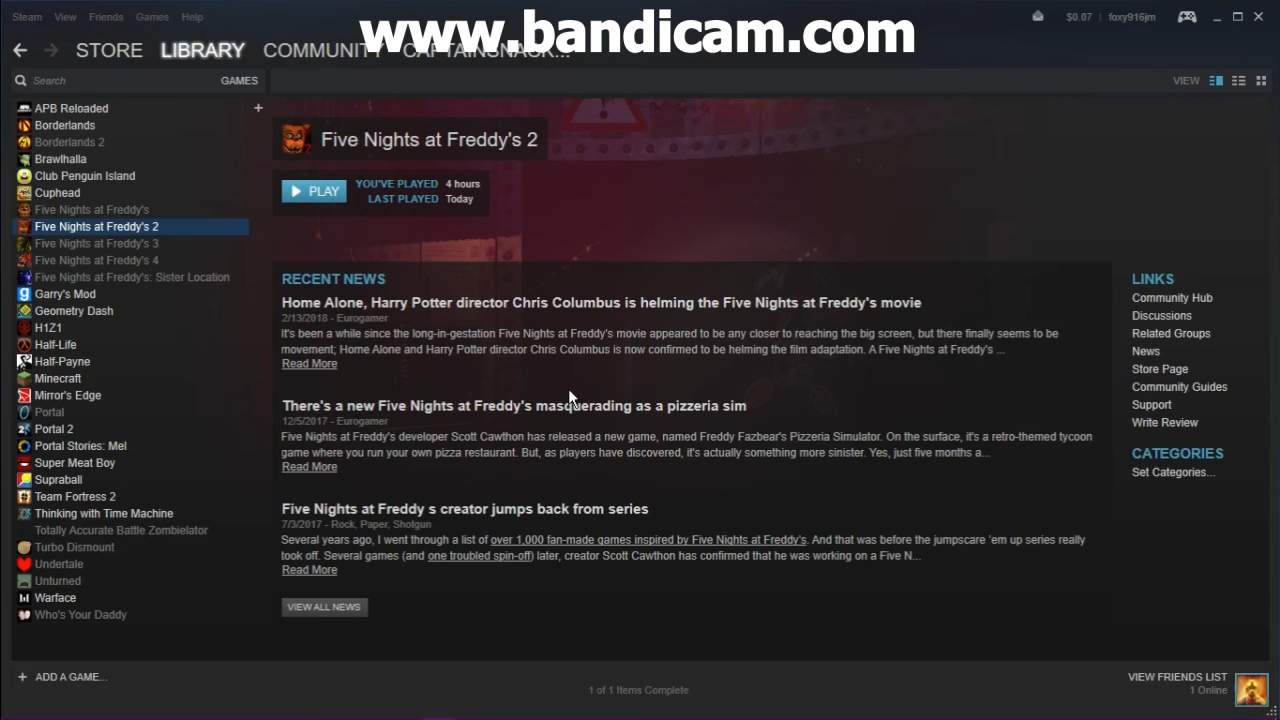 Steam View Friends Games Help
www.bandicam.com
$0.07 foxy916jm
STORE LIBRARY COMMUNITY CAPTAINSNACK...
Search GAMES
VIEW
APB Reloaded
Borderlands
Borderlands 2
Brawlhalla
Club Penguin Island
Cuphead
Five Nights at Freddy's
Five Nights at Freddy's 2
Five Nights at Freddy's 3
Five Nights at Freddy's 4
Five Nights at Freddy's: Sister Location
Garry's Mod
Geometry Dash
H1Z1
Half-Life
Half-Payne
Minecraft
Mirror's Edge
Portal
Portal 2
Portal Stories: Mel
Super Meat Boy
Supraball
Team Fortress 2
Thinking with Time Machine
Totally Accurate Battle Zombielator
Turbo Dismount
Undertale
Unturned
Warface
Who's Your Daddy
+ ADD A GAME...
Five Nights at Freddy's 2
PLAY
YOU'VE PLAYED 4 hours
LAST PLAYED Today
RECENT NEWS
Home Alone, Harry Potter director Chris Columbus is helming the Five Nights at Freddy's movie
2/13/2018 - Eurogamer
It's been a while since the long-in-gestation Five Nights at Freddy's movie appeared to be any closer to reaching the big screen, but there finally seems to be
movement; Home Alone and Harry Potter director Chris Columbus is now confirmed to be helming the film adaptation. A Five Nights at Freddy's ...
Read More
There's a new Five Nights at Freddy's masquerading as a pizzeria sim
12/5/2017 - Eurogamer
Five Nights at Freddy's developer Scott Cawthon has released a new game, named Freddy Fazbear's Pizzeria Simulator. On the surface, it's a retro-themed tycoon
game where you run your own pizza restaurant. But, as players have discovered, it's actually something more sinister. Yes, just five months a...
Read More
Five Nights at Freddy s creator jumps back from series
7/3/2017 - Rock, Paper, Shotgun
Several years ago, I went through a list of over 1,000 fan-made games inspired by Five Nights at Freddy's. And that was before the jumpscare 'em up series really
took off. Several games (and one troubled spin-off) later, creator Scott Cawthon has confirmed that he was working on a Five N...
Read More
VIEW ALL NEWS
LINKS
Community Hub
Discussions
Related Groups
News
Store Page
Community Guides
Support
Write Review
CATEGORIES
Set Categories...
1 of 1 Items Complete
VIEW FRIENDS LIST
1 Online